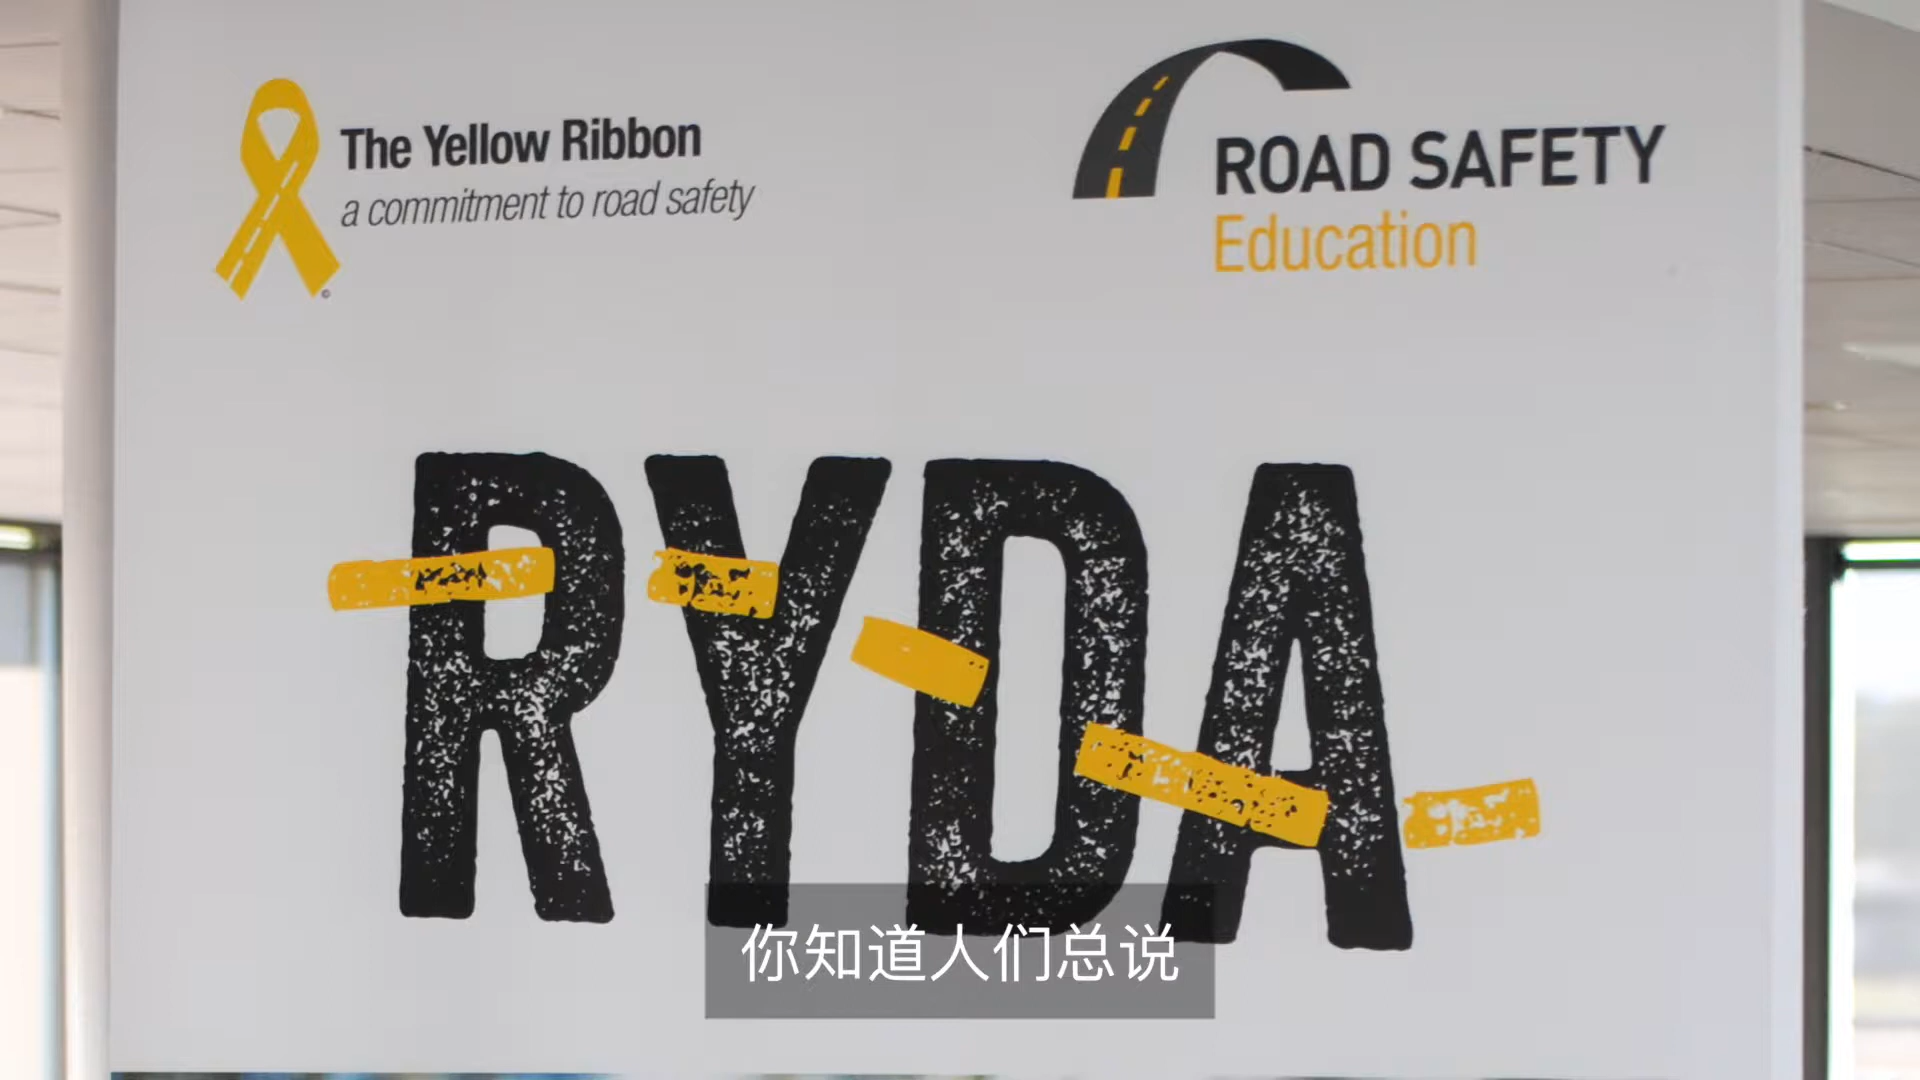 The Yellow Ribbon
a commitment to road safety
©
ROAD SAFETY
Education
RYDA
你知道人们总说